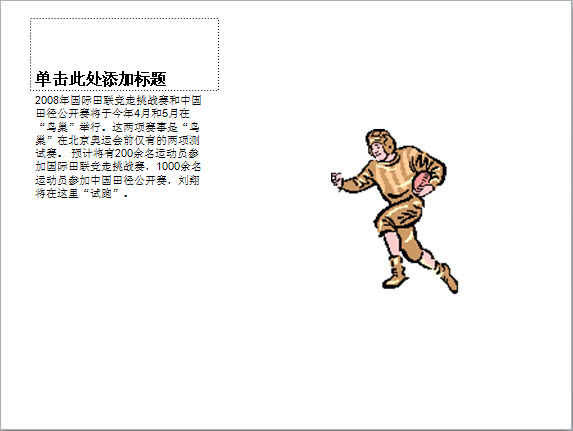 单击此处添加标题
2008年国际田联竞走挑战赛和中国
田径公开赛将于今年4月和5月在
“鸟巢”举行。这两项赛事是“鸟
巢”在北京奥运会前仅有的两项测
试赛。 预计将有200余名运动员参
加国际田联竞走挑战赛，1000余名
运动员参加中国田径公开赛，刘翔
将在这里“试跑”。